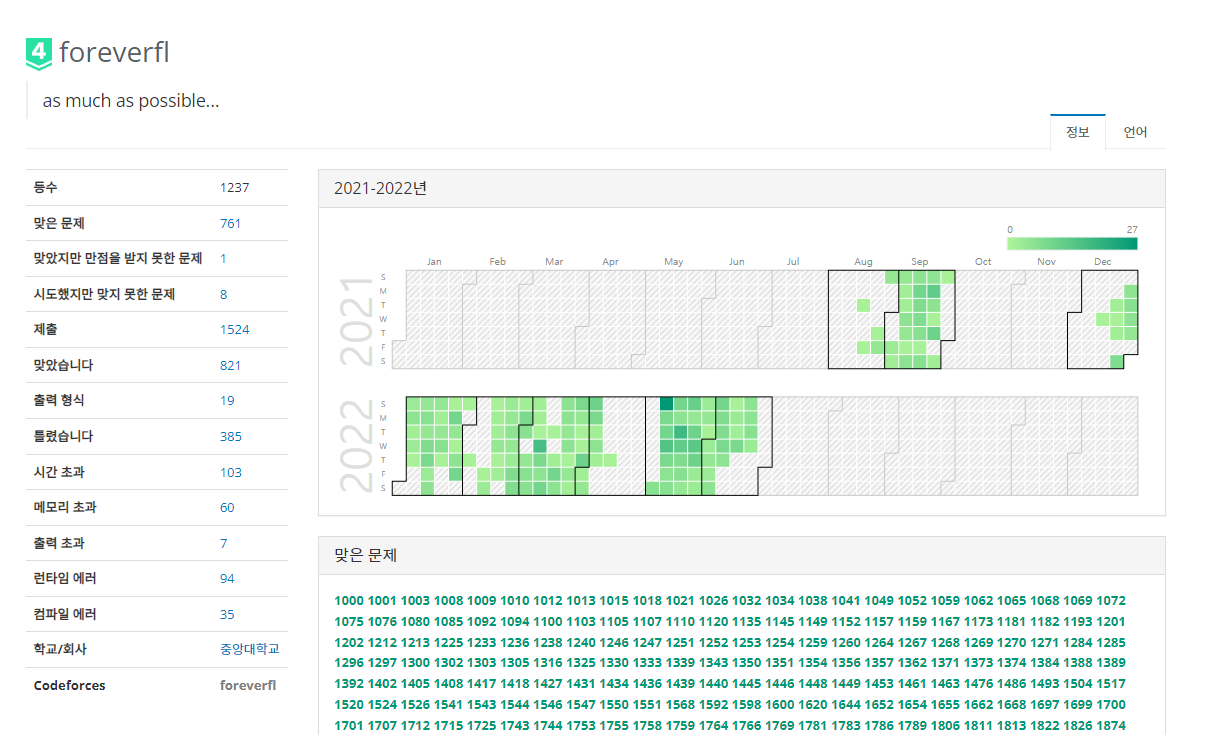 4 foreverfl
as much as possible...
정보 언어
등수 1237
맞은 문제 761
맞았지만 만점을 받지 못한 문제 1
시도했지만 맞지 못한 문제 8
제출 1524
맞았습니다 821
출력 형식 19
틀렸습니다 385
시간 초과 103
메모리 초과 60
출력 초과 7
런타임 에러 94
컴파일 에러 35
학교/회사 중앙대학교
Codeforces foreverfl
2021-2022년
0 27
Jan Feb Mar Apr May Jun Jul Aug Sep Oct Nov Dec
2021
S
M
T
W
T
F
S
2022
S
M
T
W
T
F
S
맞은 문제
1000 1001 1003 1008 1009 1010 1012 1013 1015 1018 1021 1026 1032 1034 1038 1041 1049 1052 1059 1062 1065 1068 1069 1072
1075 1076 1080 1085 1092 1094 1100 1103 1105 1107 1110 1120 1135 1145 1149 1152 1157 1159 1167 1173 1181 1182 1193 1201
1202 1212 1213 1225 1233 1236 1238 1240 1246 1247 1251 1252 1253 1254 1259 1260 1264 1267 1268 1269 1270 1271 1284 1285
1296 1297 1300 1302 1303 1305 1316 1325 1330 1333 1339 1343 1350 1351 1354 1356 1357 1362 1371 1373 1374 1384 1388 1389
1392 1402 1405 1408 1417 1418 1427 1431 1434 1436 1439 1440 1445 1446 1448 1449 1453 1461 1463 1476 1486 1493 1504 1517
1520 1524 1526 1541 1543 1544 1546 1547 1550 1551 1568 1592 1598 1600 1620 1644 1652 1654 1655 1662 1668 1697 1699 1700
1701 1707 1712 1715 1725 1743 1744 1753 1755 1758 1759 1764 1766 1769 1781 1783 1786 1789 1806 1811 1813 1822 1826 1874